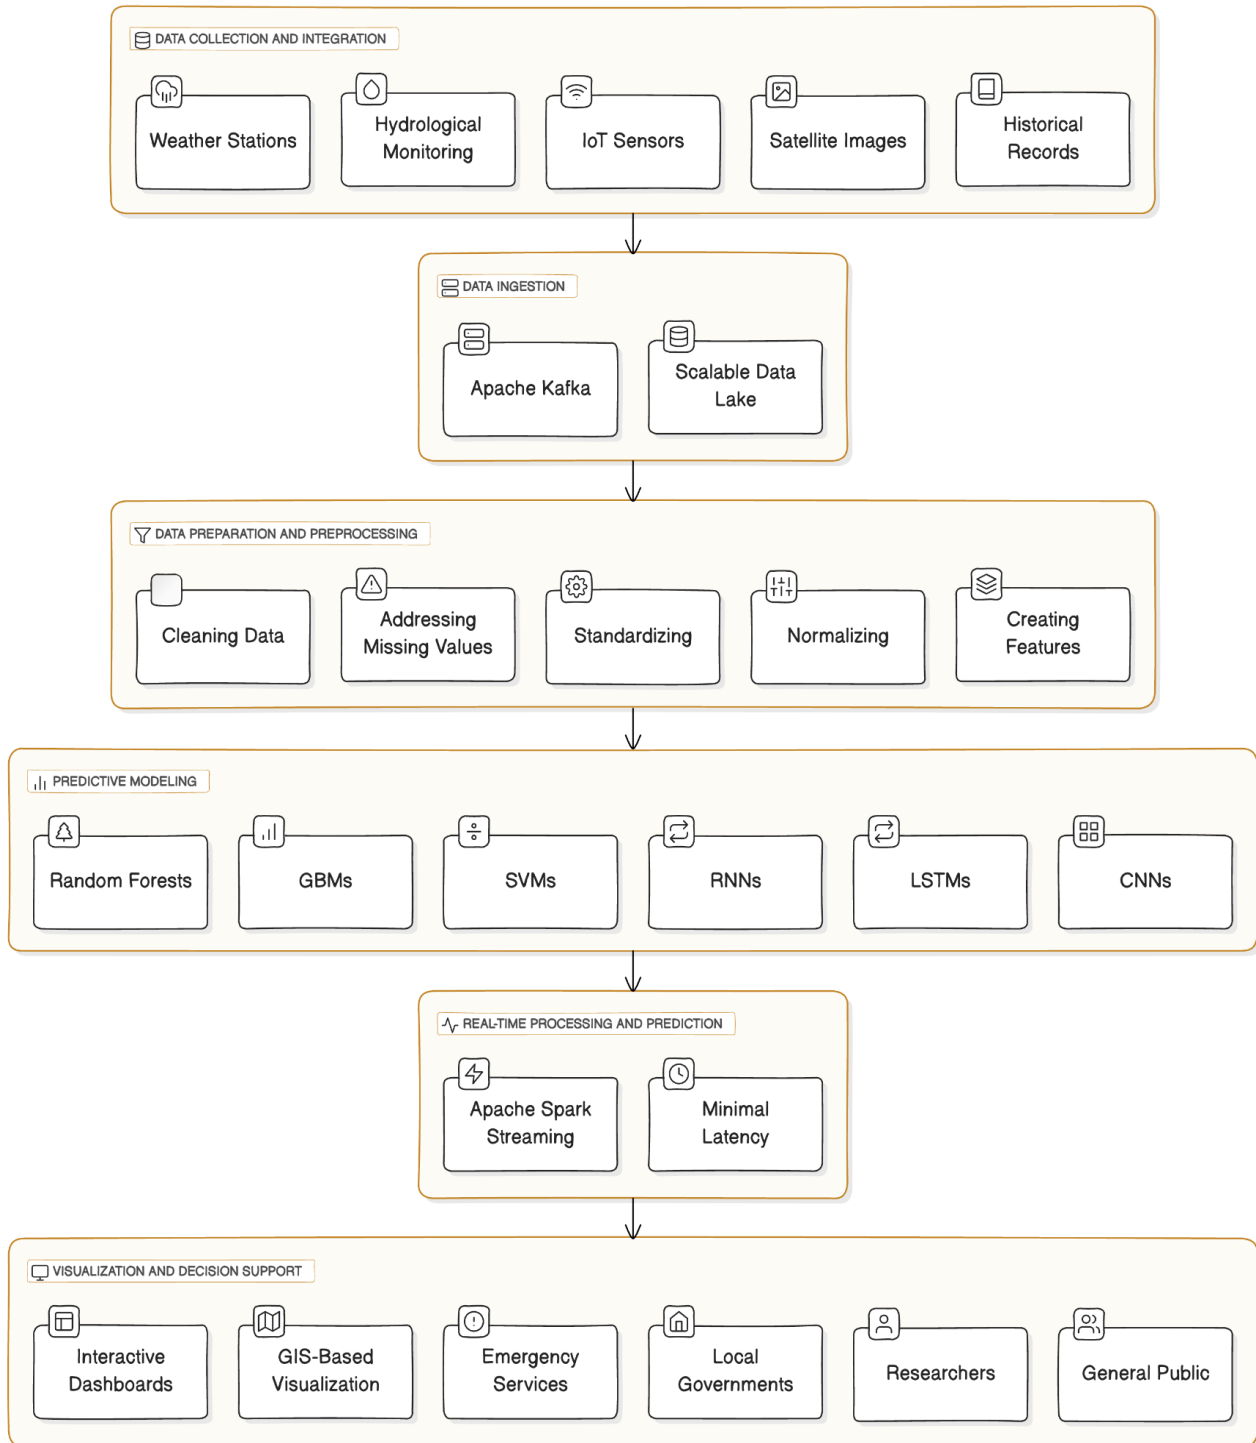 DATA COLLECTION AND INTEGRATION
Weather Stations
Hydrological
Monitoring
IoT Sensors
Satellite Images
Historical
Records
DATA INGESTION
Apache Kafka
Scalable Data
Lake
DATA PREPARATION AND PREPROCESSING
Cleaning Data
Addressing
Missing Values
Standardizing
Normalizing
Creating
Features
PREDICTIVE MODELING
Random Forests
GBMs
SVMs
RNNs
LSTMs
CNNs
REAL-TIME PROCESSING AND PREDICTION
Apache Spark
Streaming
Minimal
Latency
VISUALIZATION AND DECISION SUPPORT
Interactive
Dashboards
GIS-Based
Visualization
Emergency
Services
Local
Governments
Researchers
General Public